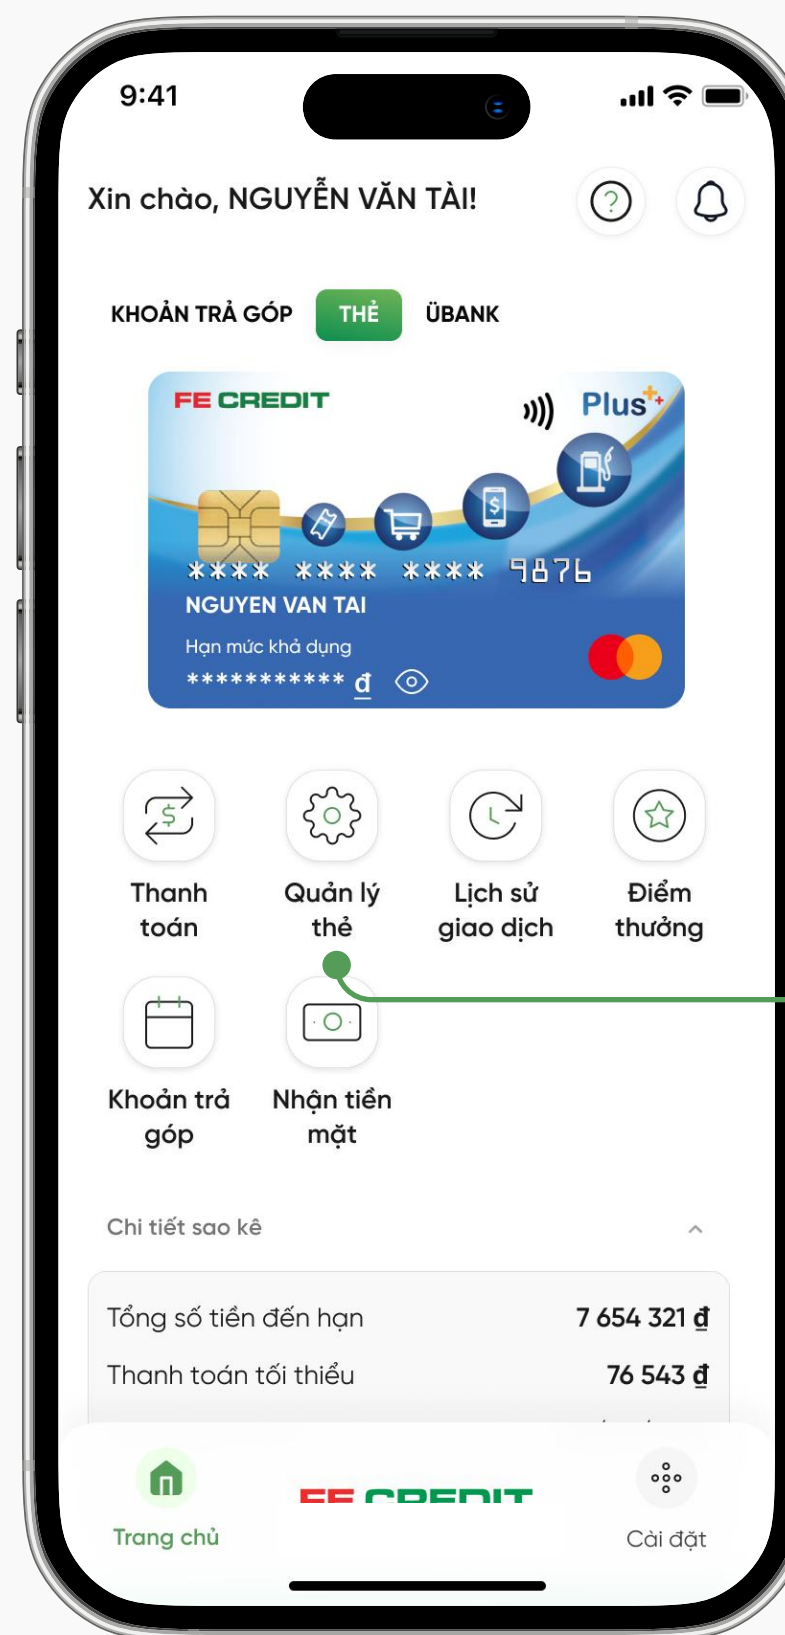 9:41
Xin chào, NGUYỄN VĂN TÀI!
KHOẢN TRẢ GÓP THẺ ÜBANK
FE CREDIT Plus
**** **** **** 9876
NGUYEN VAN TAI
Hạn mức khả dụng
*********** đ
Thanh toán
Quản lý thẻ
Lịch sử giao dịch
Điểm thưởng
Khoản trả góp
Nhận tiền mặt
Chi tiết sao kê
Tổng số tiền đến hạn 7 654 321 đ
Thanh toán tối thiểu 76 543 đ
FE CREDIT
Trang chủ Cài đặt